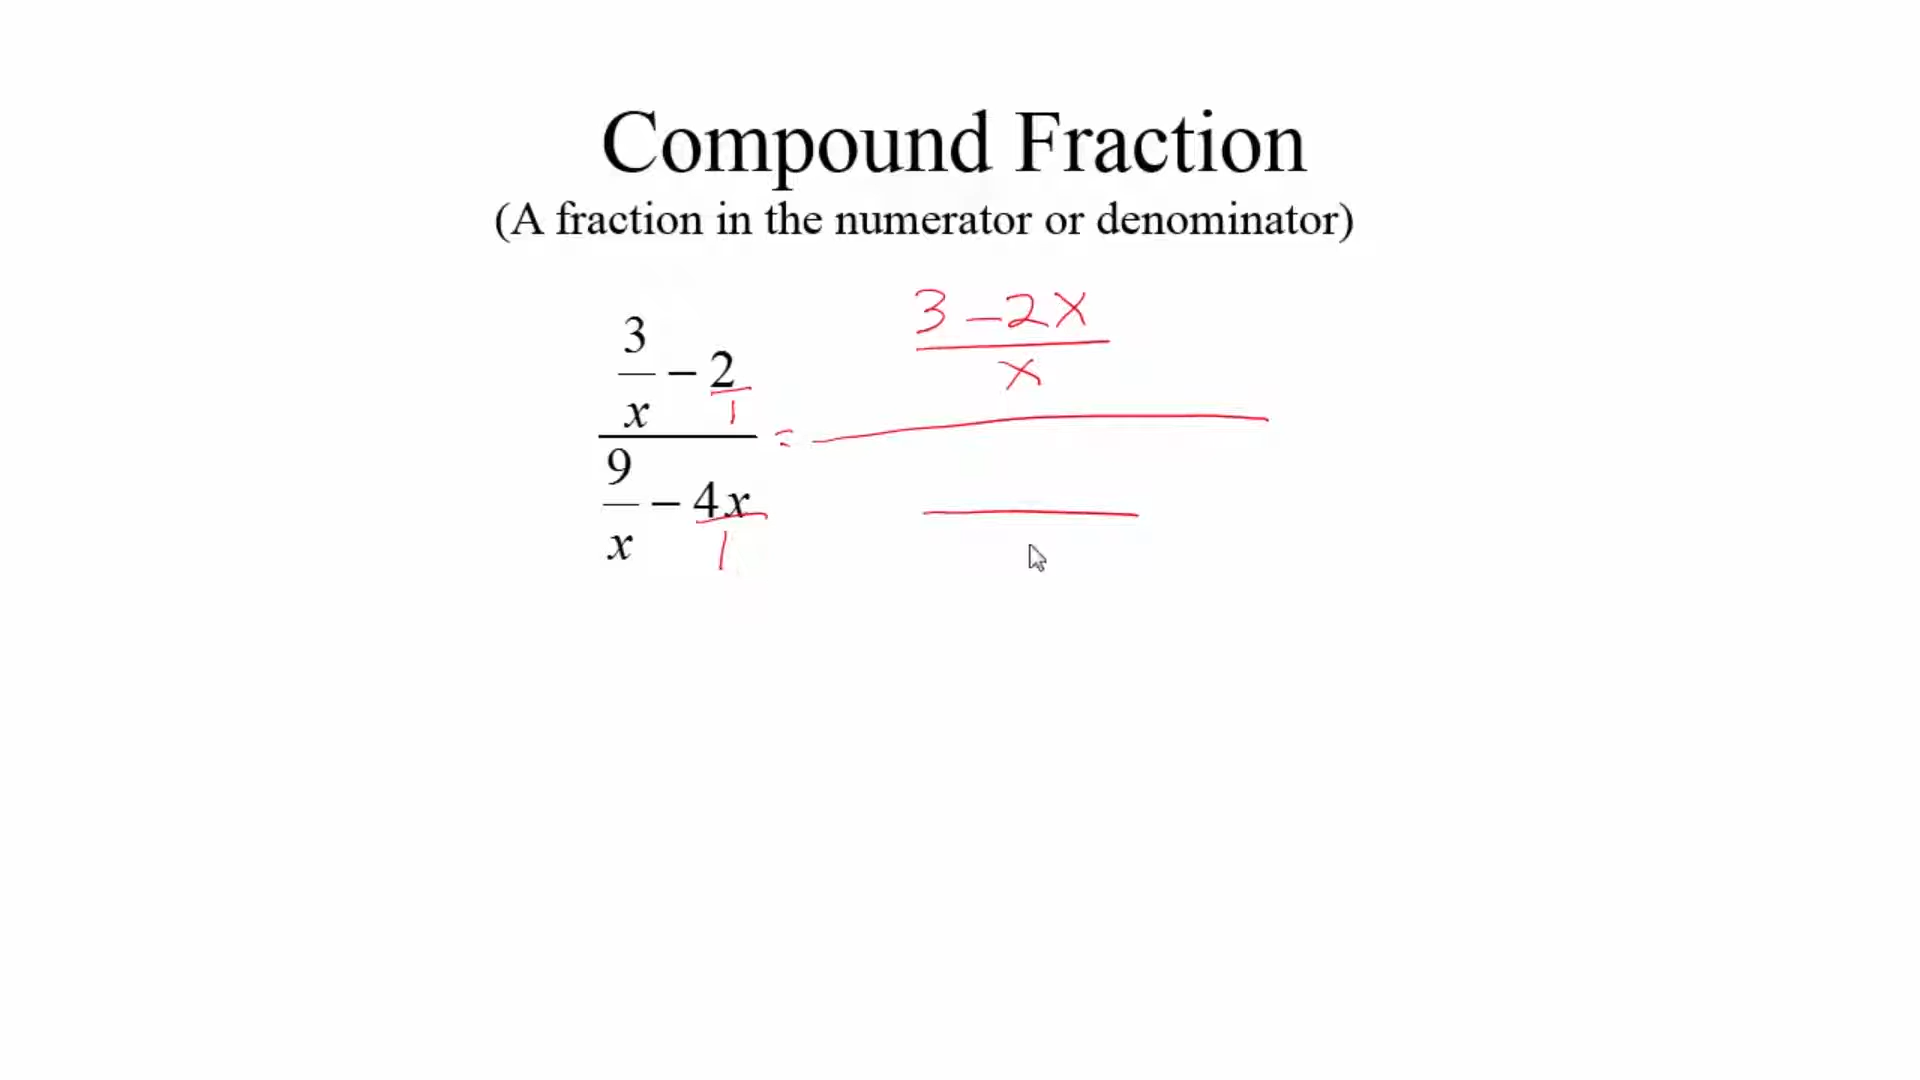 Compound Fraction
(A fraction in the numerator or denominator)
3 - 2x
3
— - 2
x
1
x
=
9
— - 4x
x
1